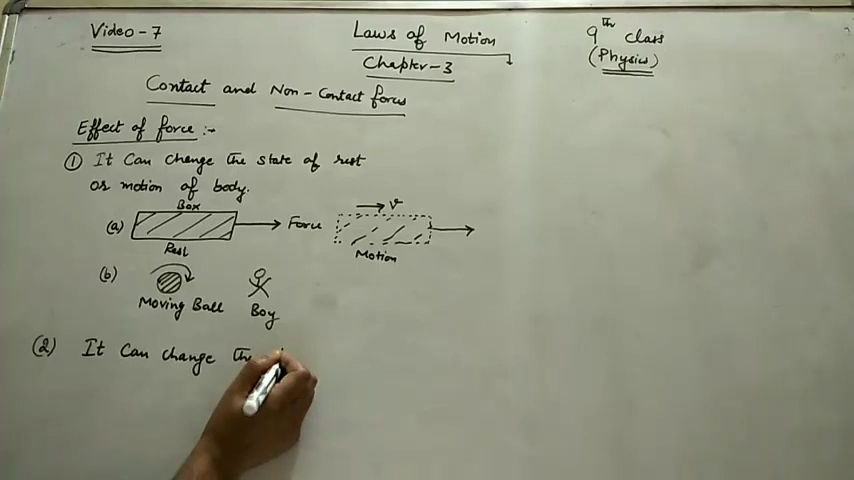 Video-7
Laws of Motion
Chapter-3
9th class
(Physics)
Contact and Non-Contact force
Effect of force :-
① It Can change the state of rest
or motion of body.
Box
(a) Force
Rest
v
Motion
(b)
Moving Ball
Boy
(2) It Can change the